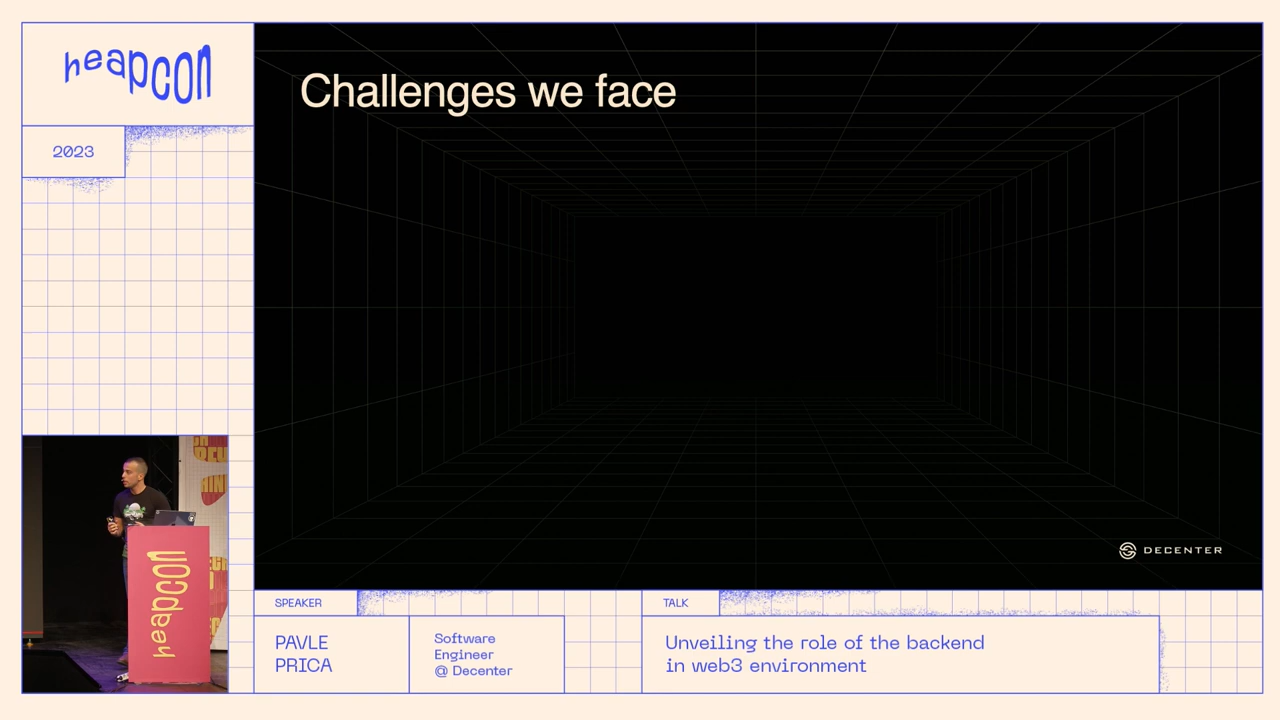 heapcon
2023
Challenges we face
DECENTER
heapcon
SPEAKER
PAVLE
PRICA
Software
Engineer
@ Decenter
TALK
Unveiling the role of the backend
in web3 environment